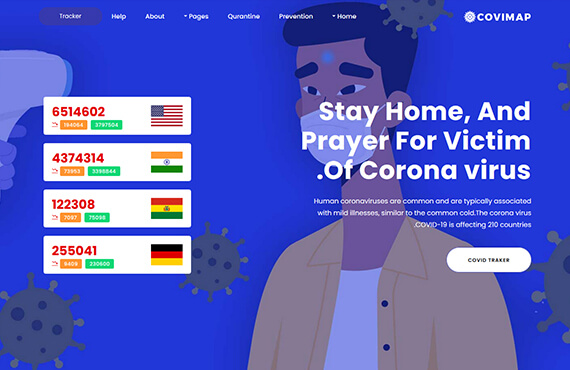 Tracker Help About Pages Qurantine Prevention Home COVIMAP
6514602
194064 3797504
4374314
73953 3396844
122308
7097 75098
255041
9409 230600
Stay Home, And
Prayer For Victim
.Of Corona virus
Human coronaviruses are common and are typically associated
with mild illnesses, similar to the common cold.The corona virus
.COVID-19 is affecting 210 countries
COVID TRAKER